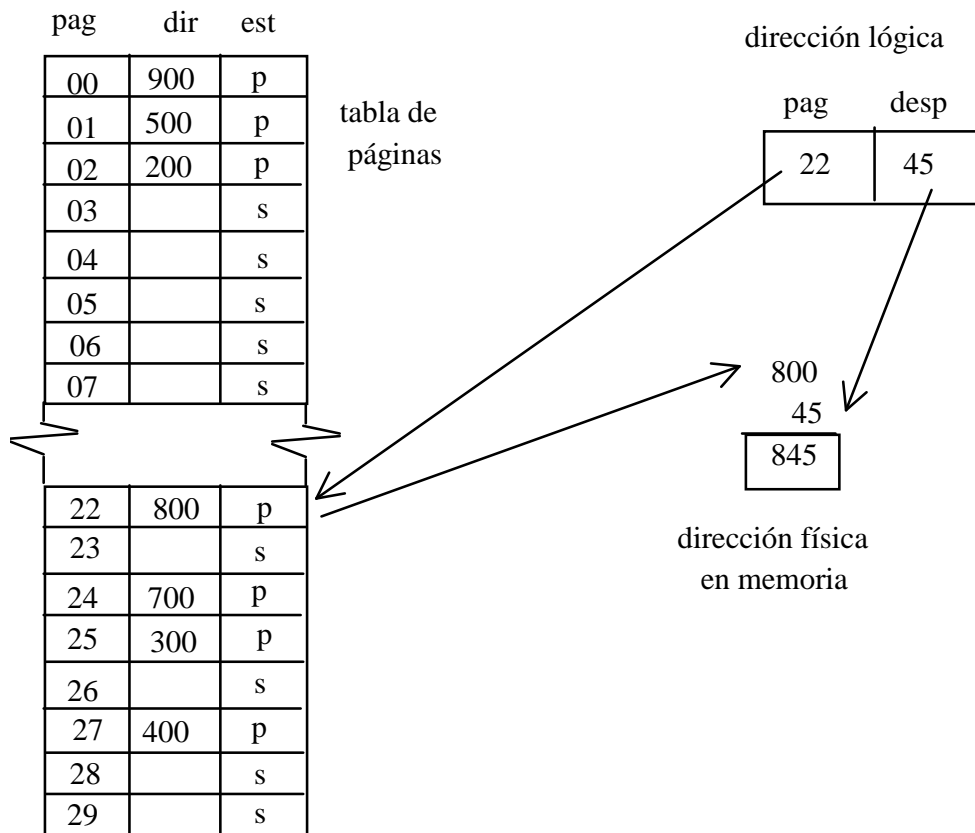 pag dir est
00 900 p
01 500 p
02 200 p
03 s
04 s
05 s
06 s
07 s
22 800 p
23 s
24 700 p
25 300 p
26 s
27 400 p
28 s
29 s
tabla de
páginas
dirección lógica
pag desp
22 45
800
45
845
dirección física
en memoria